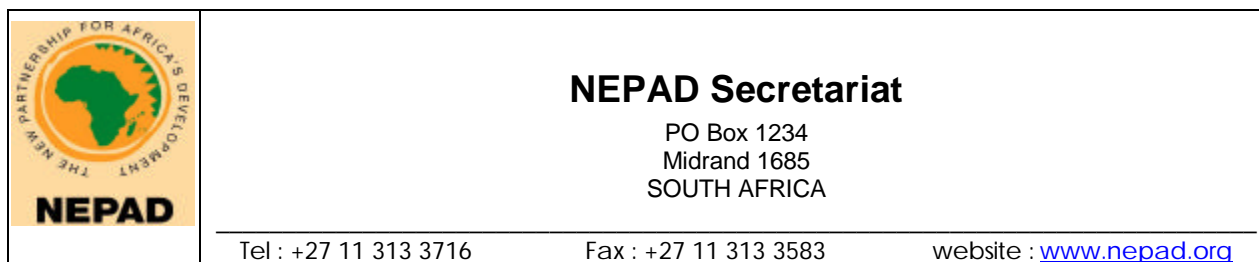 THE NEW PARTNERSHIP FOR AFRICA'S DEVELOPMENT
NEPAD
NEPAD Secretariat
PO Box 1234
Midrand 1685
SOUTH AFRICA
Tel : +27 11 313 3716 Fax : +27 11 313 3583 website : www.nepad.org